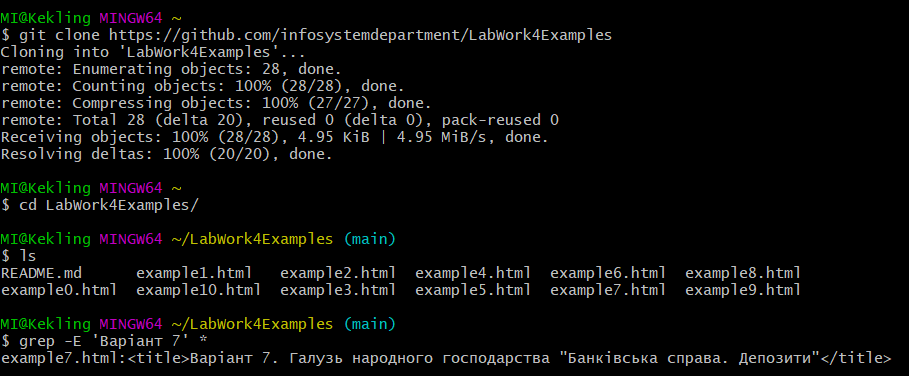 MI@Kekling MINGW64 ~
$ git clone https://github.com/infosystemdepartment/LabWork4Examples
Cloning into 'LabWork4Examples'...
remote: Enumerating objects: 28, done.
remote: Counting objects: 100% (28/28), done.
remote: Compressing objects: 100% (27/27), done.
remote: Total 28 (delta 20), reused 0 (delta 0), pack-reused 0
Receiving objects: 100% (28/28), 4.95 KiB | 4.95 MiB/s, done.
Resolving deltas: 100% (20/20), done.
MI@Kekling MINGW64 ~
$ cd LabWork4Examples/
MI@Kekling MINGW64 ~/LabWork4Examples (main)
$ ls
README.md example1.html example2.html example4.html example6.html example8.html
example0.html example10.html example3.html example5.html example7.html example9.html
MI@Kekling MINGW64 ~/LabWork4Examples (main)
$ grep -E 'Варіант 7' *
example7.html:<title>Варіант 7. Галузь народного господарства "Банківська справа. Депозити"</title>